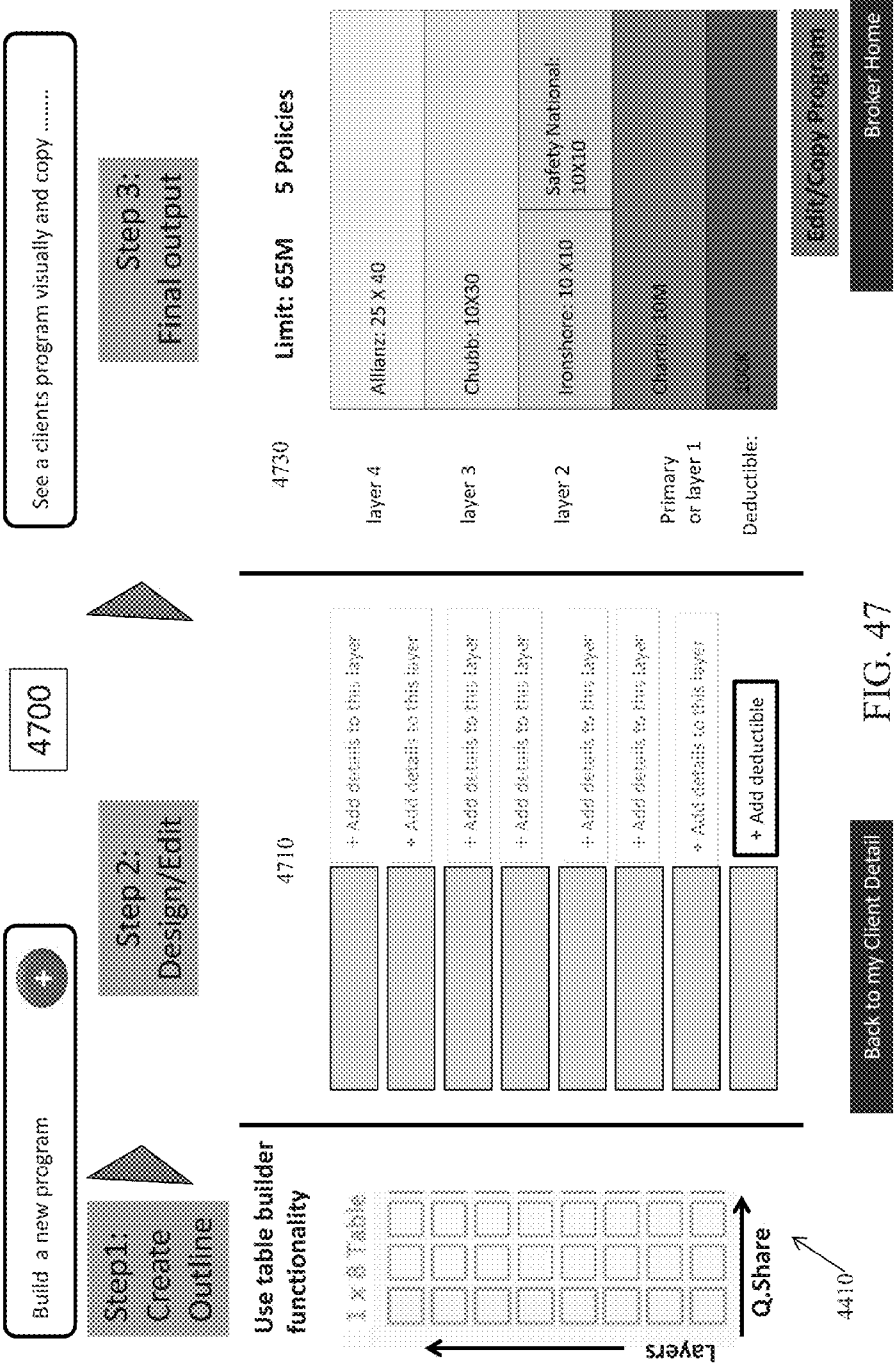 Build a new program
4700
See a clients program visually and copy ........
Step1:
Create
Outline
Step 2:
Design/Edit
Step 3:
Final output
Use table builder
functionality
1 x 8 Table
Layers
Q.Share
4410
4710
+ Add details to this layer
+ Add details to this layer
+ Add details to this layer
+ Add details to this layer
+ Add details to this layer
+ Add details to this layer
+ Add details to this layer
+ Add deductible
4730
Limit: 65M 5 Policies
layer 4
Allianz: 25 X 40
layer 3
Chubb: 10X30
layer 2
Ironshore: 10 X10
Safety National:
10X10
Primary
or layer 1
10M
Deductible:
Edit/Copy Program
Back to my Client Detail
Broker Home
FIG. 47